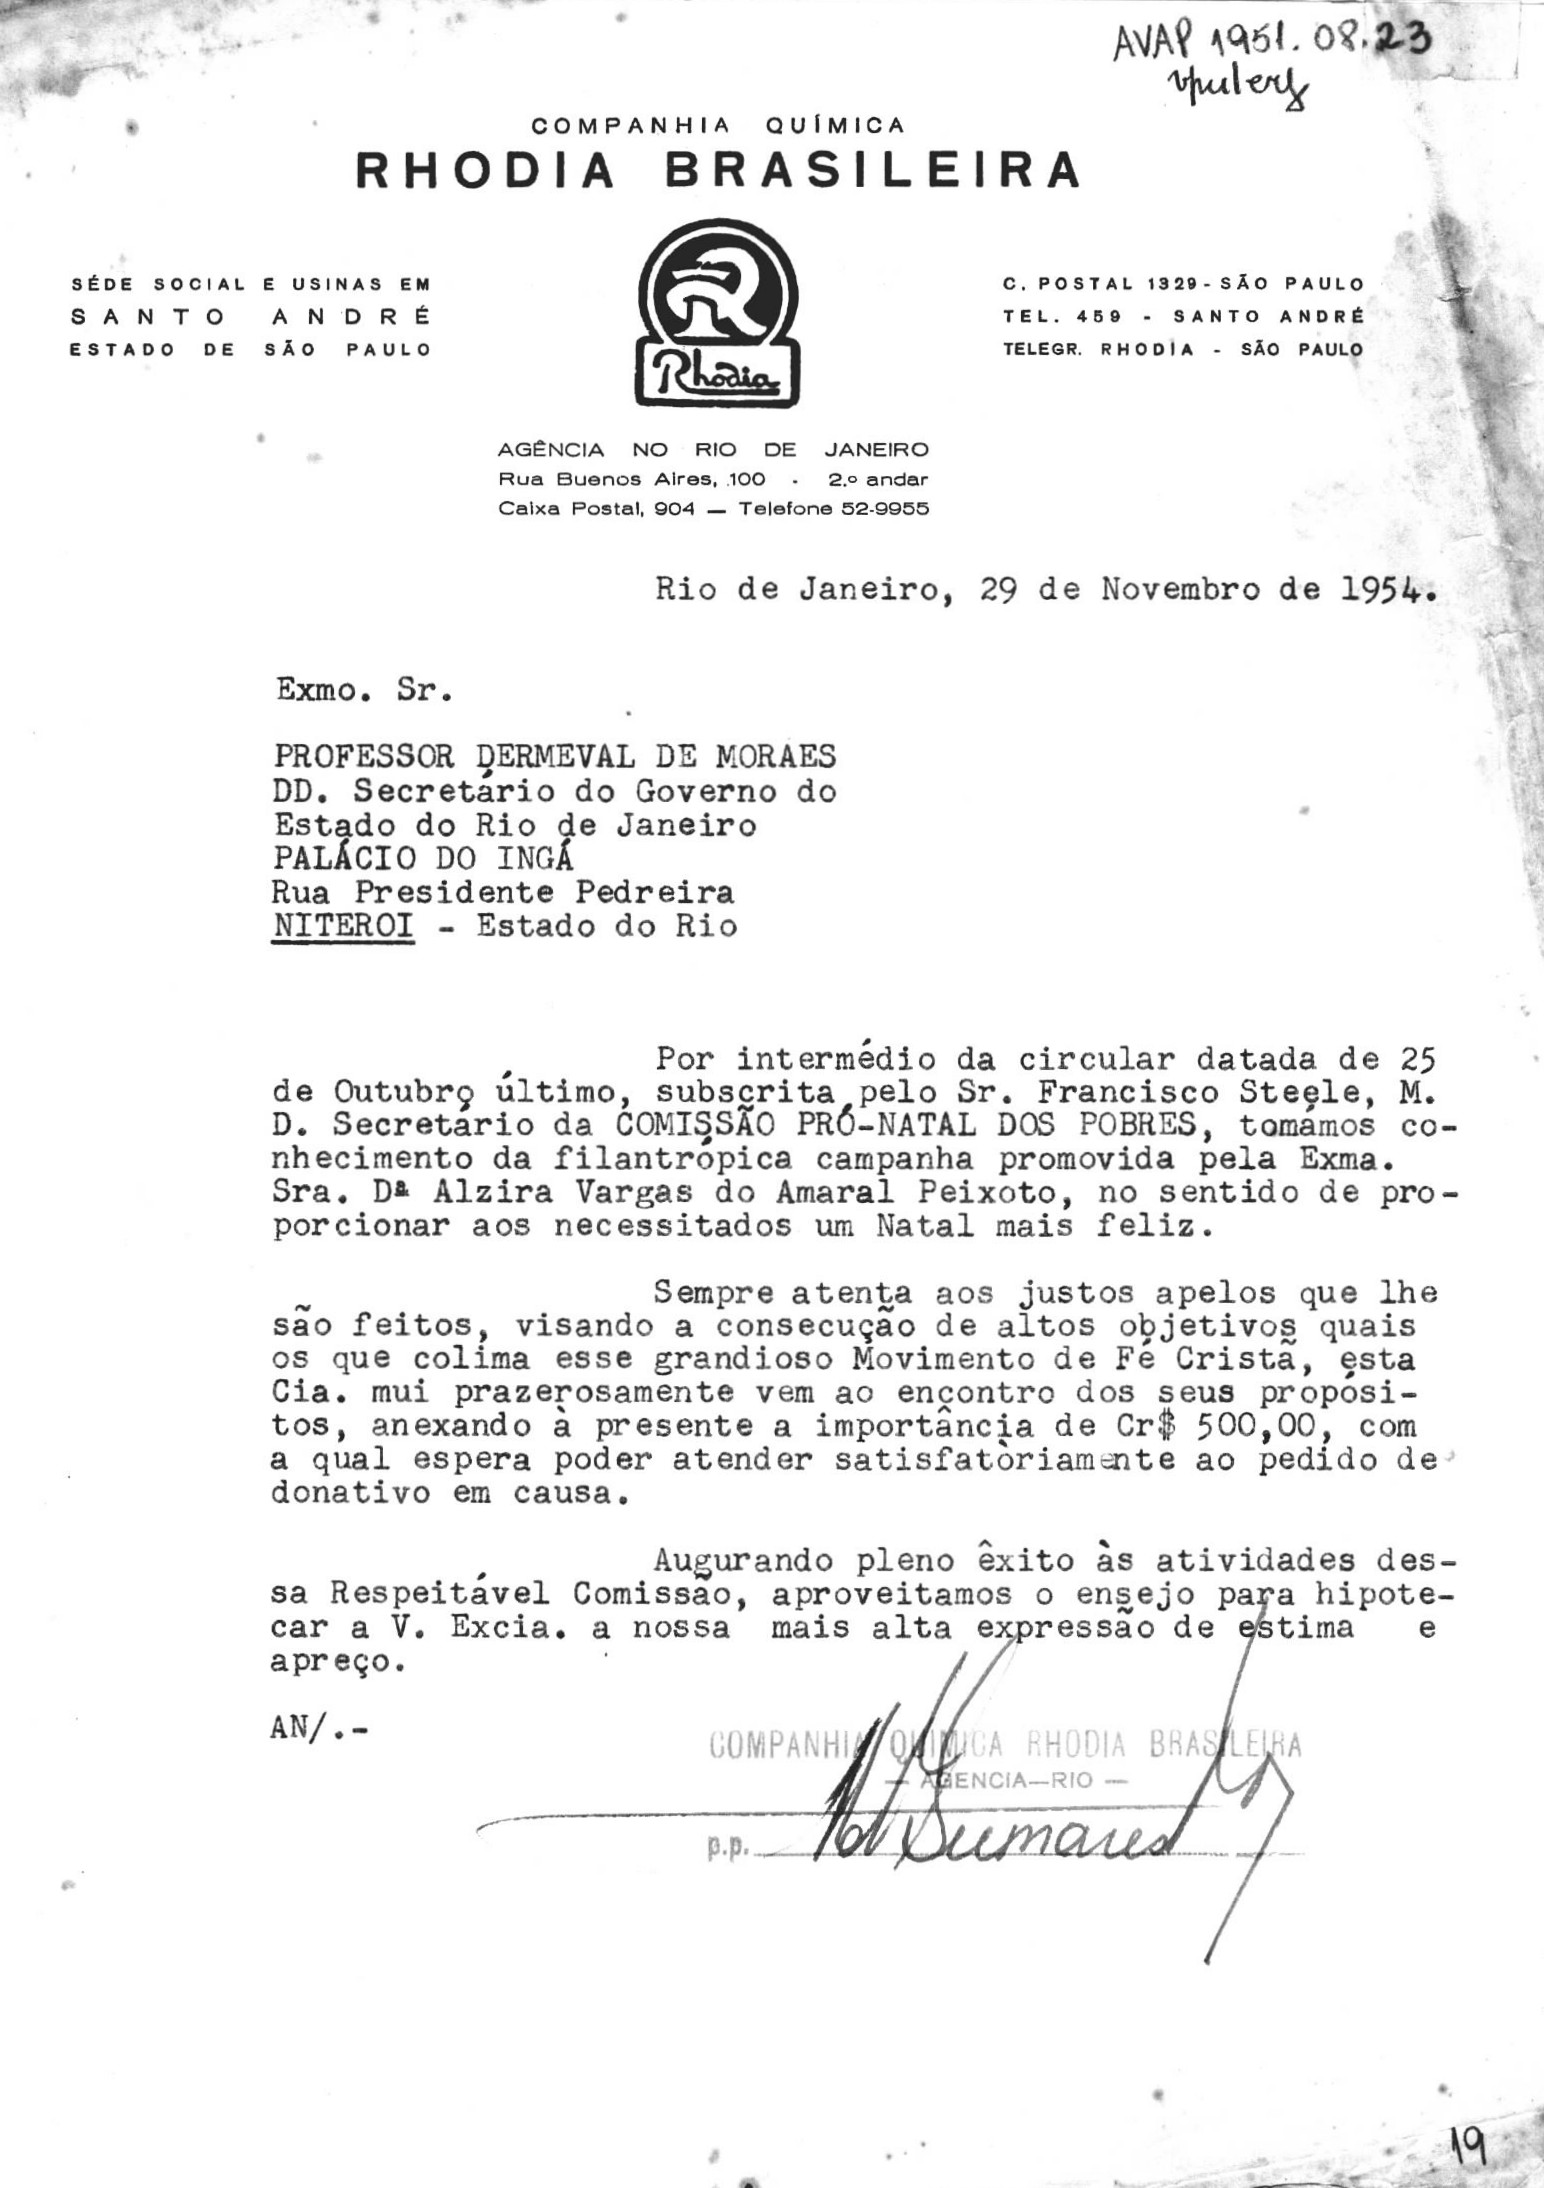 AVAP 1951.08.23
COMPANHIA QUÍMICA
RHODIA BRASILEIRA
R
Rhodia
SÉDE SOCIAL E USINAS EM
SANTO ANDRÉ
ESTADO DE SÃO PAULO
C. POSTAL 1329 - SÃO PAULO
TEL. 459 - SANTO ANDRÉ
TELEGR. RHODIA - SÃO PAULO
AGÊNCIA NO RIO DE JANEIRO
Rua Buenos Aires, 100 - 2.º andar
Caixa Postal, 904 — Telefone 52-9955
Rio de Janeiro, 29 de Novembro de 1954.
Exmo. Sr.
PROFESSOR DERMEVAL DE MORAES
DD. Secretário do Governo do
Estado do Rio de Janeiro
PALÁCIO DO INGÁ
Rua Presidente Pedreira
NITEROI - Estado do Rio
Por intermédio da circular datada de 25
de Outubro último, subscrita pelo Sr. Francisco Steele, M.
D. Secretário da COMISSÃO PRÓ-NATAL DOS POBRES, tomámos co-
nhecimento da filantrópica campanha promovida pela Exma.
Sra. Dª Alzira Vargas do Amaral Peixoto, no sentido de pro-
porcionar aos necessitados um Natal mais feliz.
Sempre atenta aos justos apelos que lhe
são feitos, visando a consecução de altos objetivos quais
os que colima esse grandioso Movimento de Fé Cristã, esta
Cia. mui prazerosamente vem ao encontro dos seus propósi-
tos, anexando à presente a importância de Cr$ 500,00, com
a qual espera poder atender satisfatòriamente ao pedido de
donativo em causa.
Augurando pleno êxito às atividades des-
sa Respeitável Comissão, aproveitamos o ensejo para hipote-
car a V. Excia. a nossa mais alta expressão de estima e
apreço.
AN/.-
COMPANHIA QUIMICA RHODIA BRASILEIRA
— AGENCIA—RIO —
p.p.
19